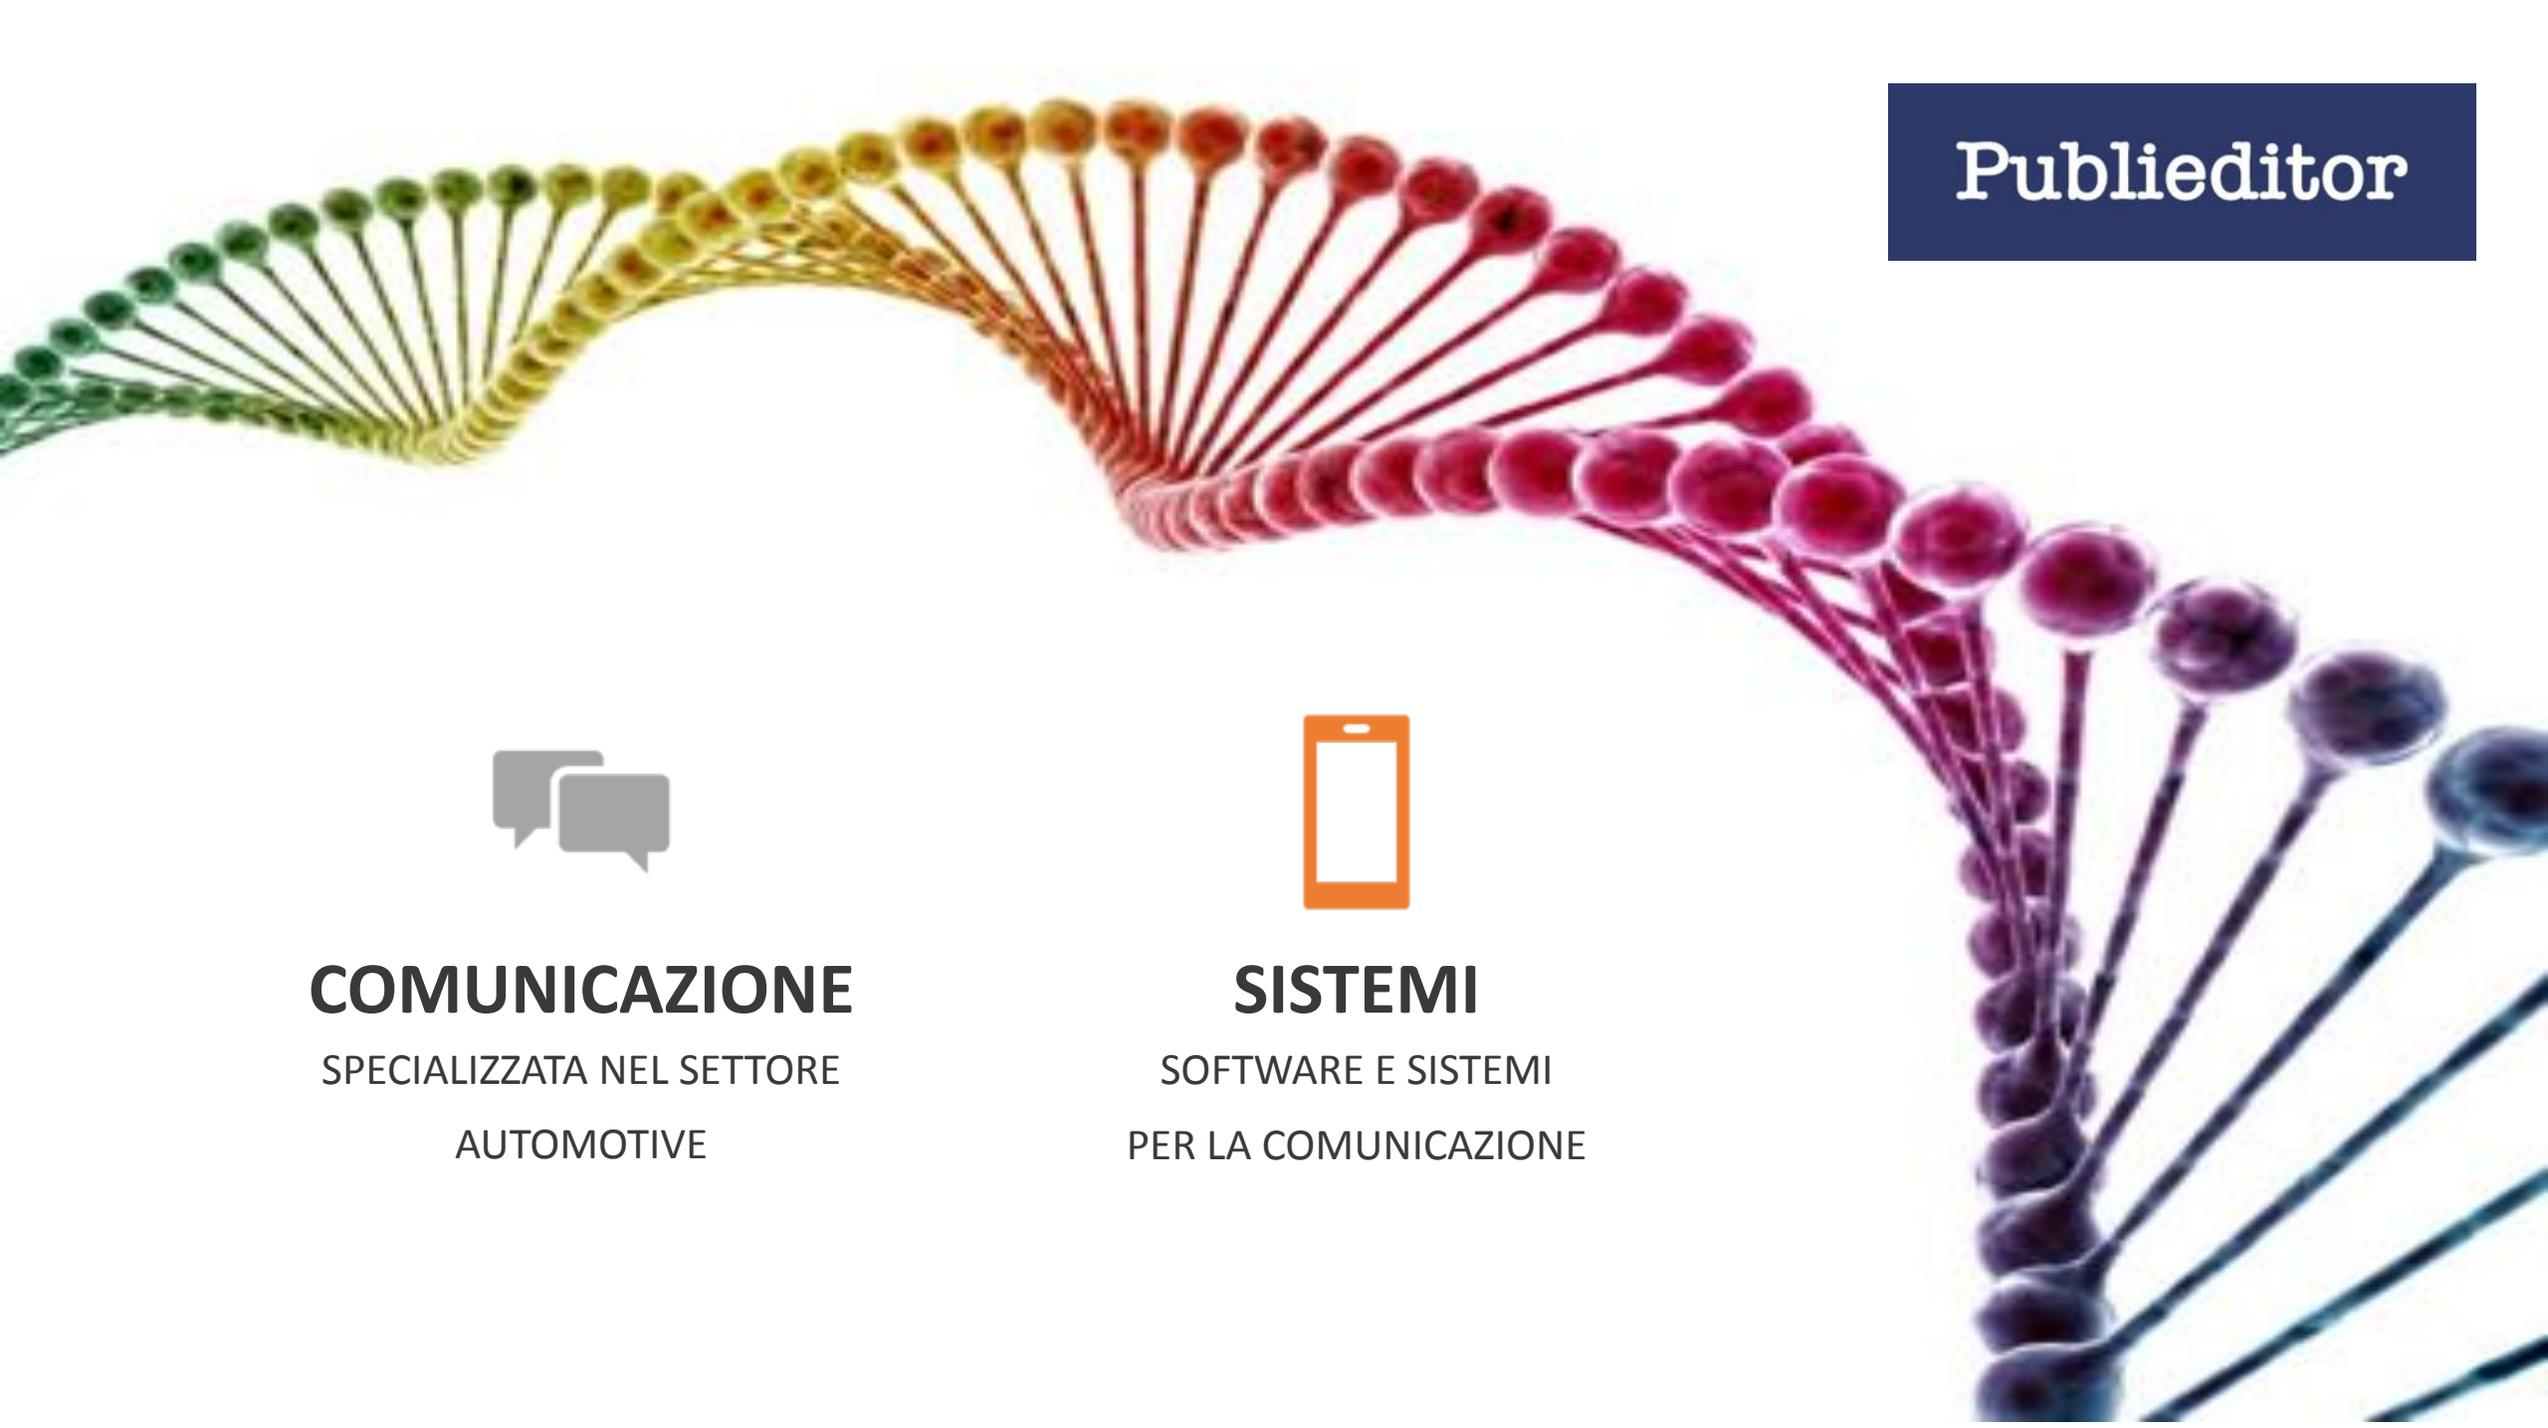 Publieditor
COMUNICAZIONE
SPECIALIZZATA NEL SETTORE
AUTOMOTIVE
SISTEMI
SOFTWARE E SISTEMI
PER LA COMUNICAZIONE